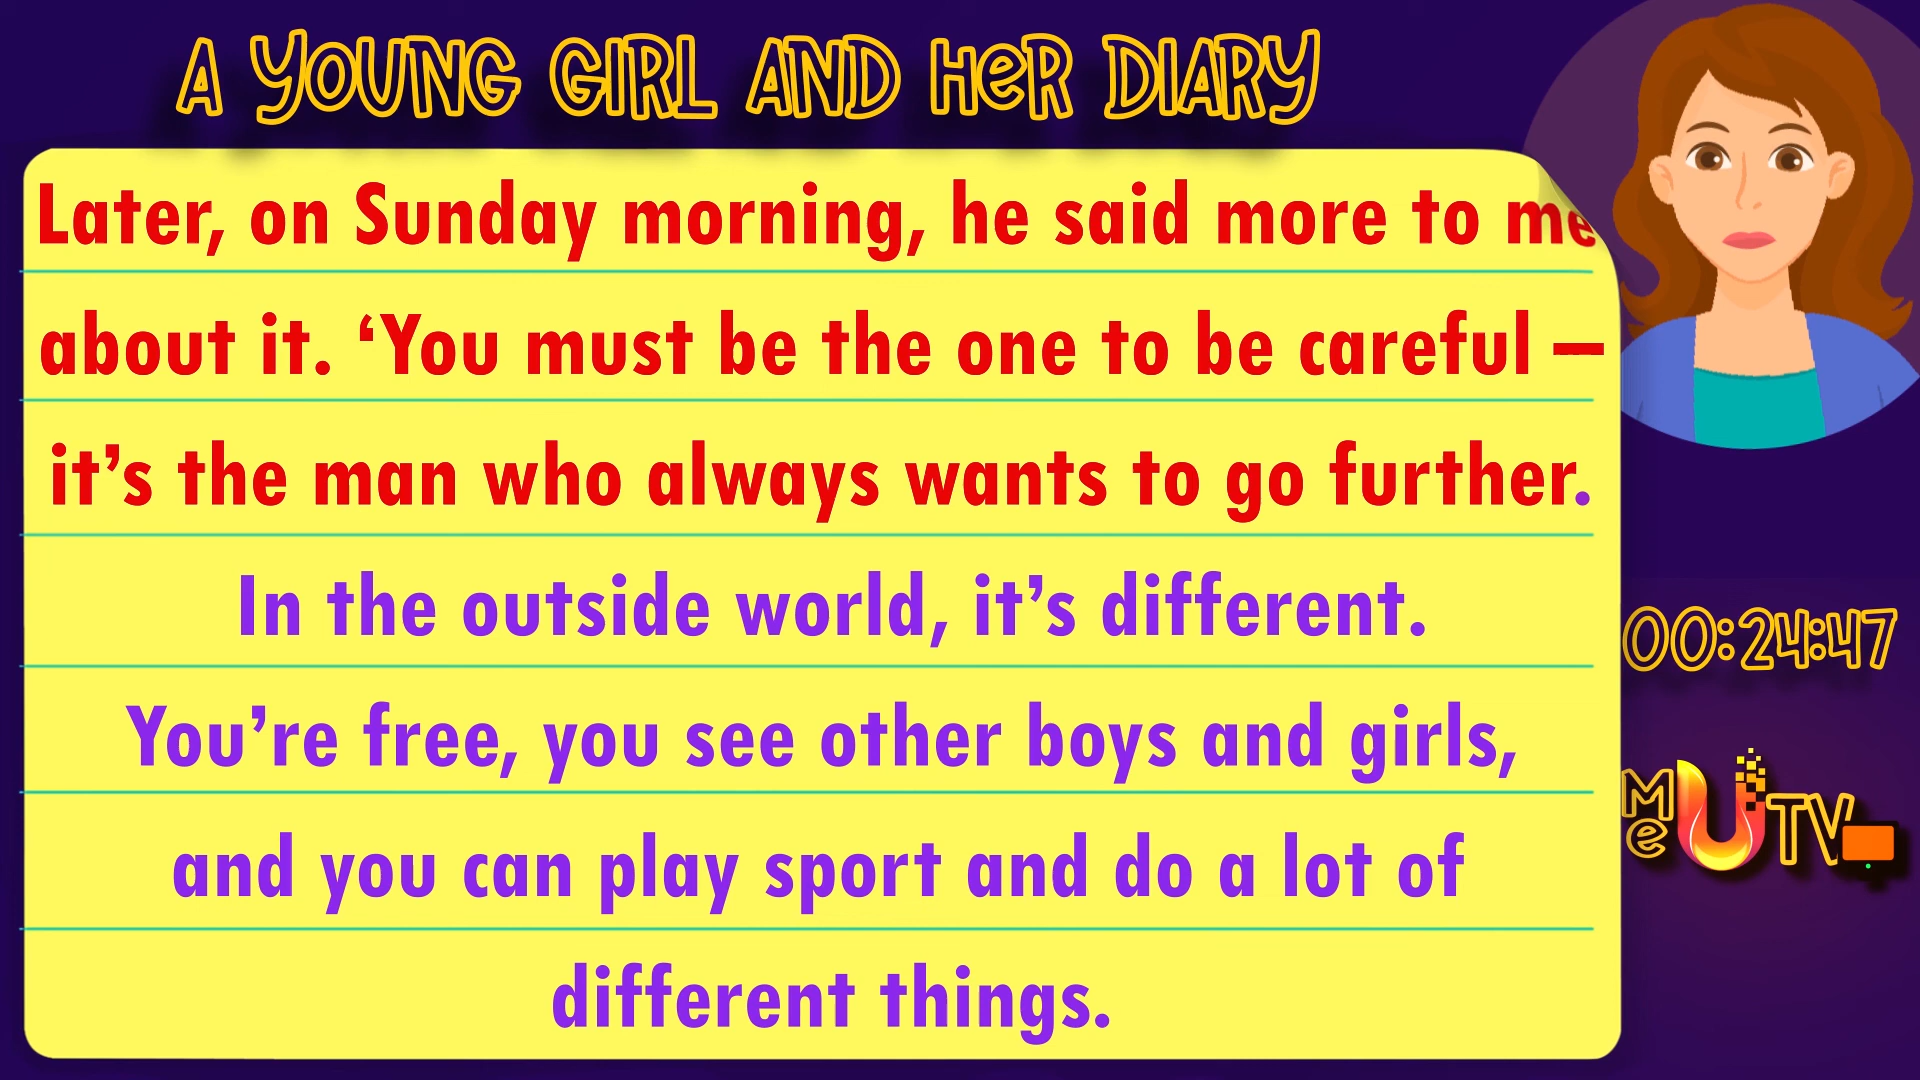 A YOUNG GIRL AND HER DIARY
Later, on Sunday morning, he said more to me
about it. ‘You must be the one to be careful –
it’s the man who always wants to go further.
In the outside world, it’s different.
You’re free, you see other boys and girls,
and you can play sport and do a lot of
different things.
00:24:47
Me U TV